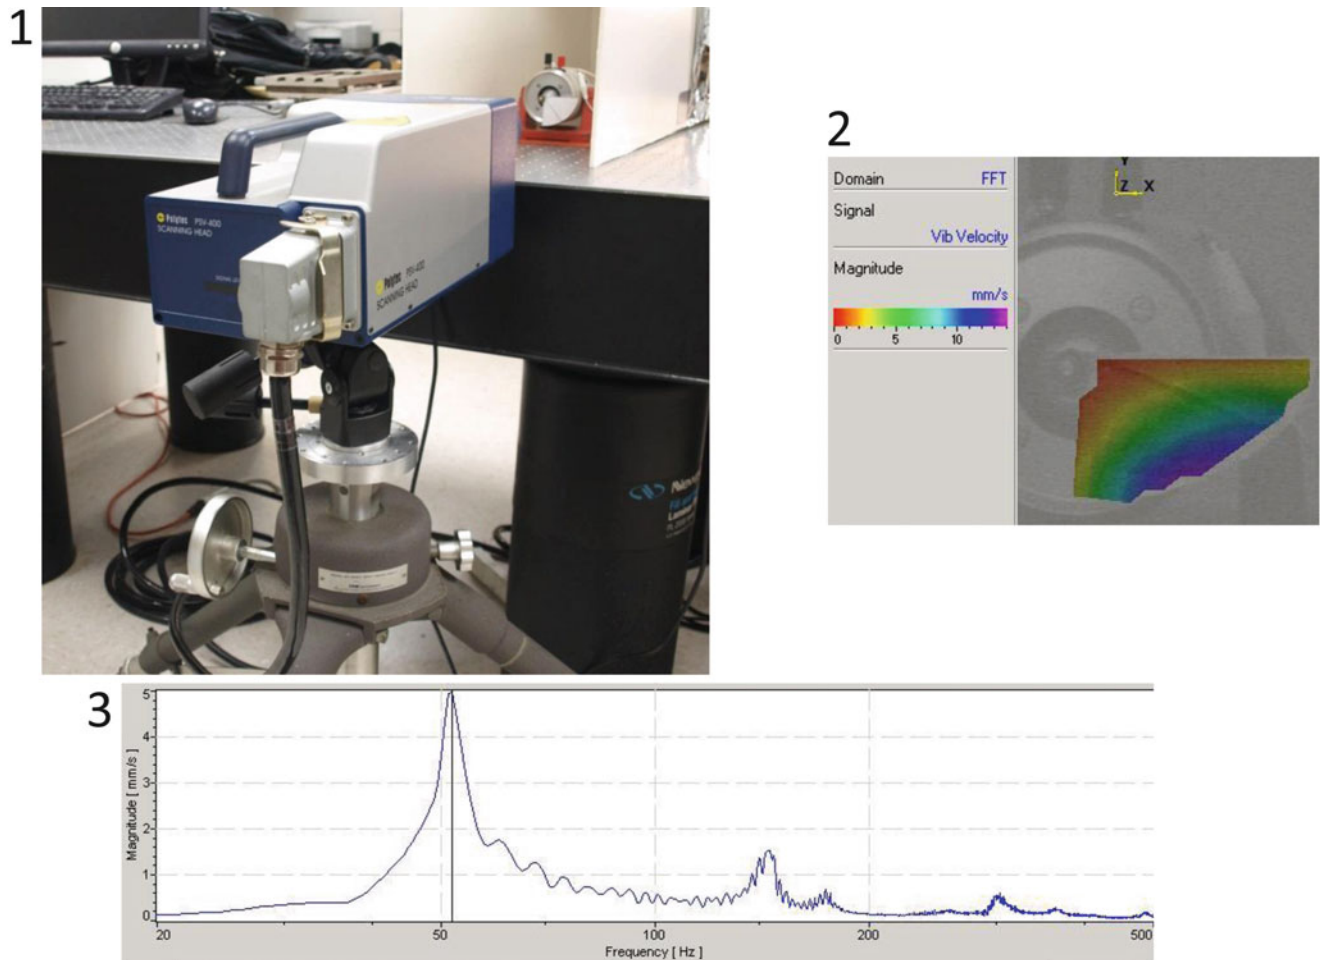 1
Polytec PSV-400
SCANNING HEAD
Polytec PSV-400
SCANNING HEAD
2
Domain FFT
Signal
Vib Velocity
Magnitude
mm/s
0 5 10
Y
Z X
3
Magnitude [ mm/s ]
5
4
3
2
1
0
20 50 100 200 500
Frequency [ Hz ]